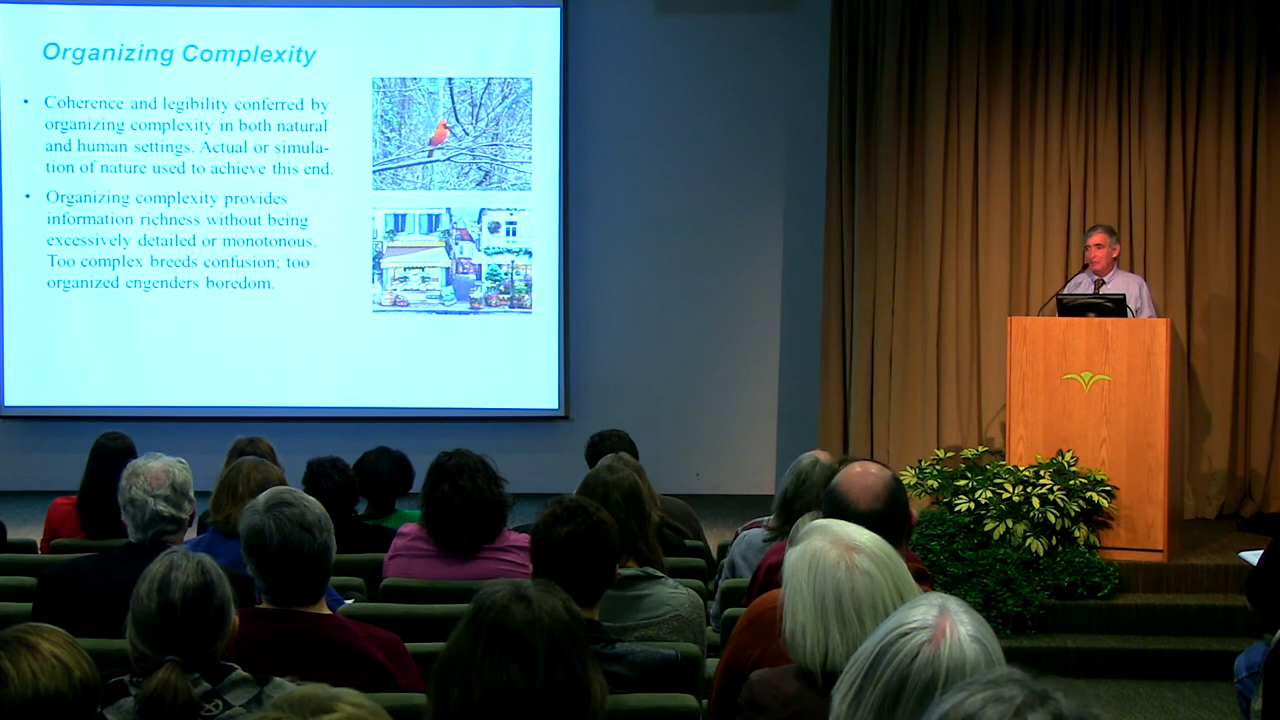 Organizing Complexity
• Coherence and legibility conferred by
organizing complexity in both natural
and human settings. Actual or simula-
tion of nature used to achieve this end.
• Organizing complexity provides
information richness without being
excessively detailed or monotonous.
Too complex breeds confusion; too
organized engenders boredom.